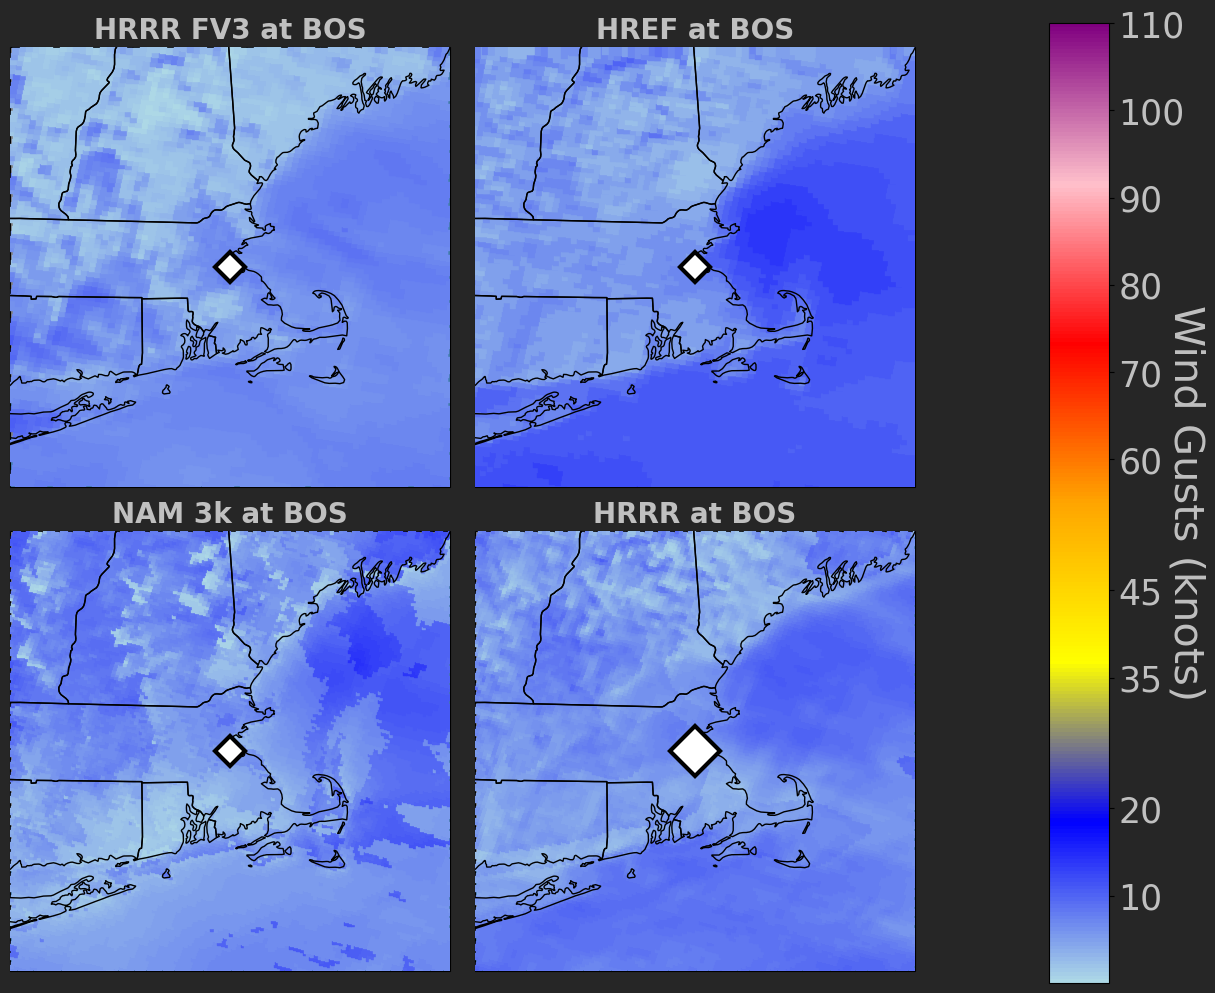 HRRR FV3 at BOS
HREF at BOS
NAM 3k at BOS
HRRR at BOS
110
100
90
80
70
60
45
35
20
10
Wind Gusts (knots)